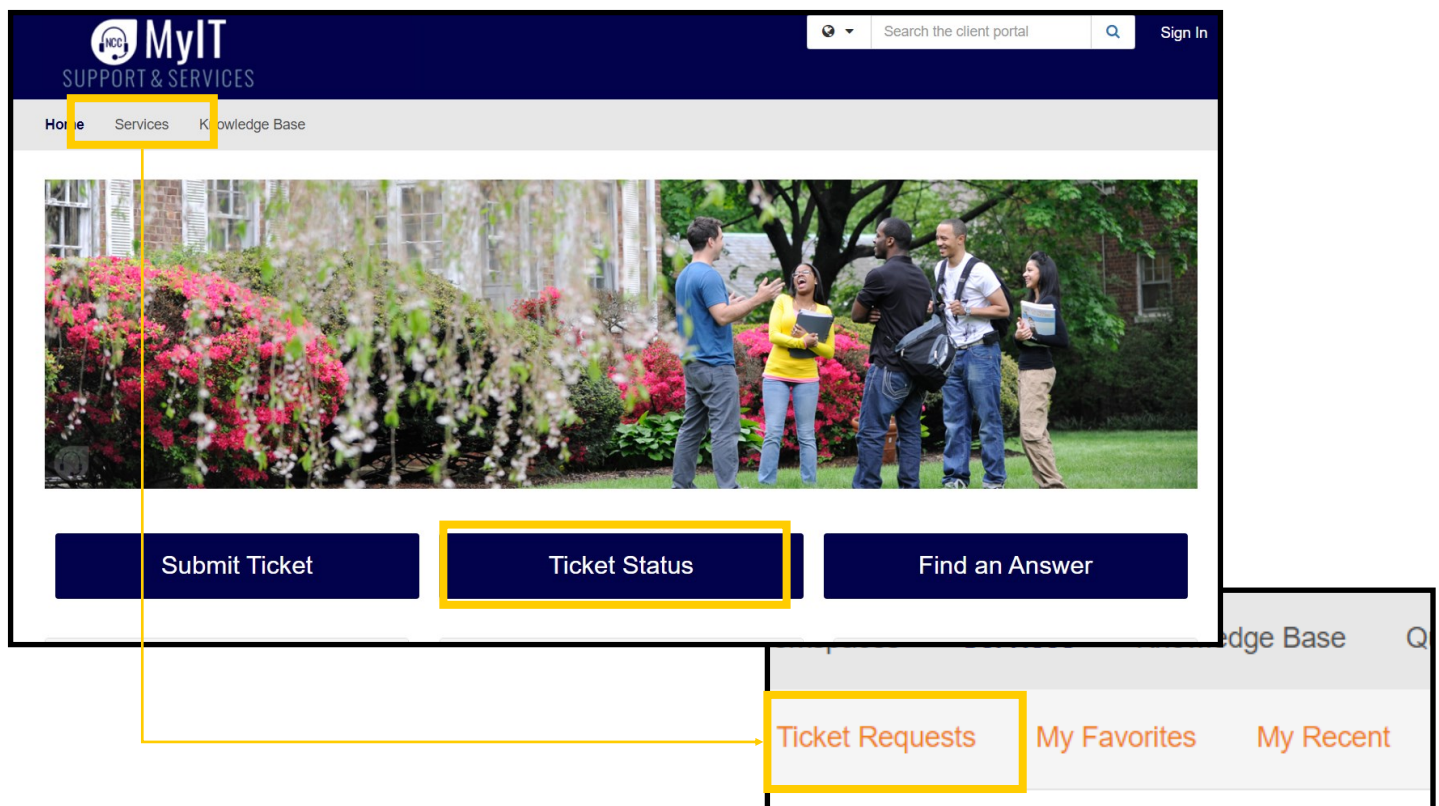 NCC MyIT
SUPPORT & SERVICES
Search the client portal
Sign In
Home Services Knowledge Base
Submit Ticket
Ticket Status
Find an Answer
Services Knowledge Base
Ticket Requests My Favorites My Recent